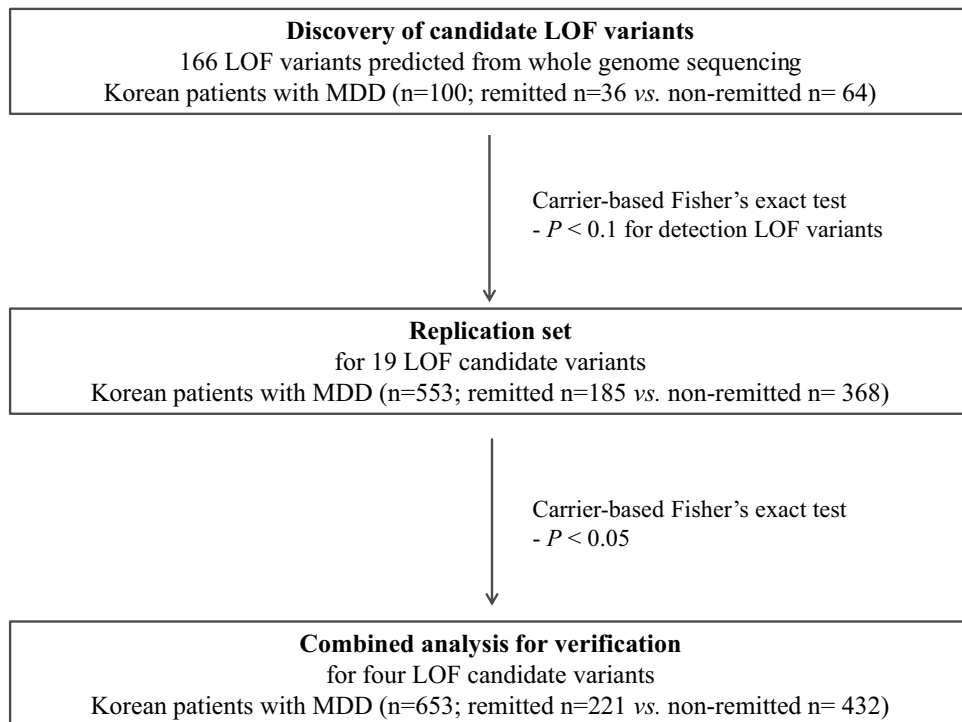 Discovery of candidate LOF variants
166 LOF variants predicted from whole genome sequencing
Korean patients with MDD (n=100; remitted n=36 vs. non-remitted n= 64)
Carrier-based Fisher’s exact test
- P < 0.1 for detection LOF variants
Replication set
for 19 LOF candidate variants
Korean patients with MDD (n=553; remitted n=185 vs. non-remitted n= 368)
Carrier-based Fisher’s exact test
- P < 0.05
Combined analysis for verification
for four LOF candidate variants
Korean patients with MDD (n=653; remitted n=221 vs. non-remitted n= 432)